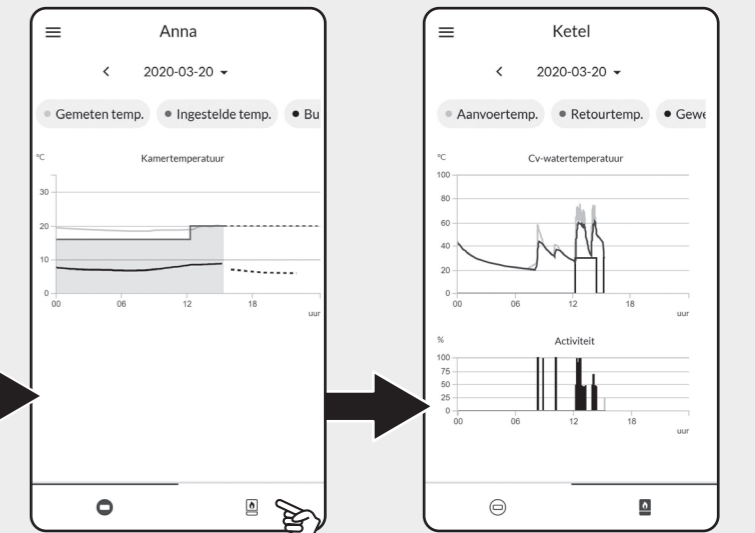 Anna
2020-03-20
Gemeten temp.
Ingestelde temp.
Bu
°C
Kamertemperatuur
30
20
10
0
00 06 12 18
uur
Ketel
2020-03-20
Aanvoertemp.
Retourtemp.
Gewe
°C
Cv-watertemperatuur
100
80
60
40
20
0
00 06 12 18
uur
%
Activiteit
100
75
50
25
0
00 06 12 18
uur